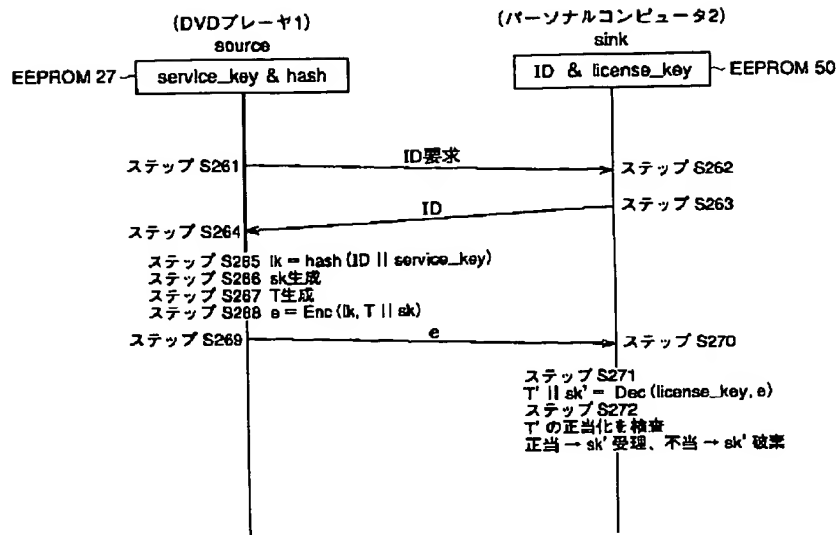 (DVDプレーヤ1)
source
(パーソナルコンピュータ2)
sink
EEPROM 27
service_key & hash
ID & license_key
EEPROM 50
ステップ S261
ID要求
ステップ S262
ID
ステップ S263
ステップ S264
ステップ S265 lk = hash (ID || service_key)
ステップ S266 sk生成
ステップ S267 T生成
ステップ S268 e = Enc (lk, T || sk)
ステップ S269
e
ステップ S270
ステップ S271
T' || sk' = Dec (license_key, e)
ステップ S272
T' の正当化を検査
正当 → sk' 受理、不当 → sk' 破棄